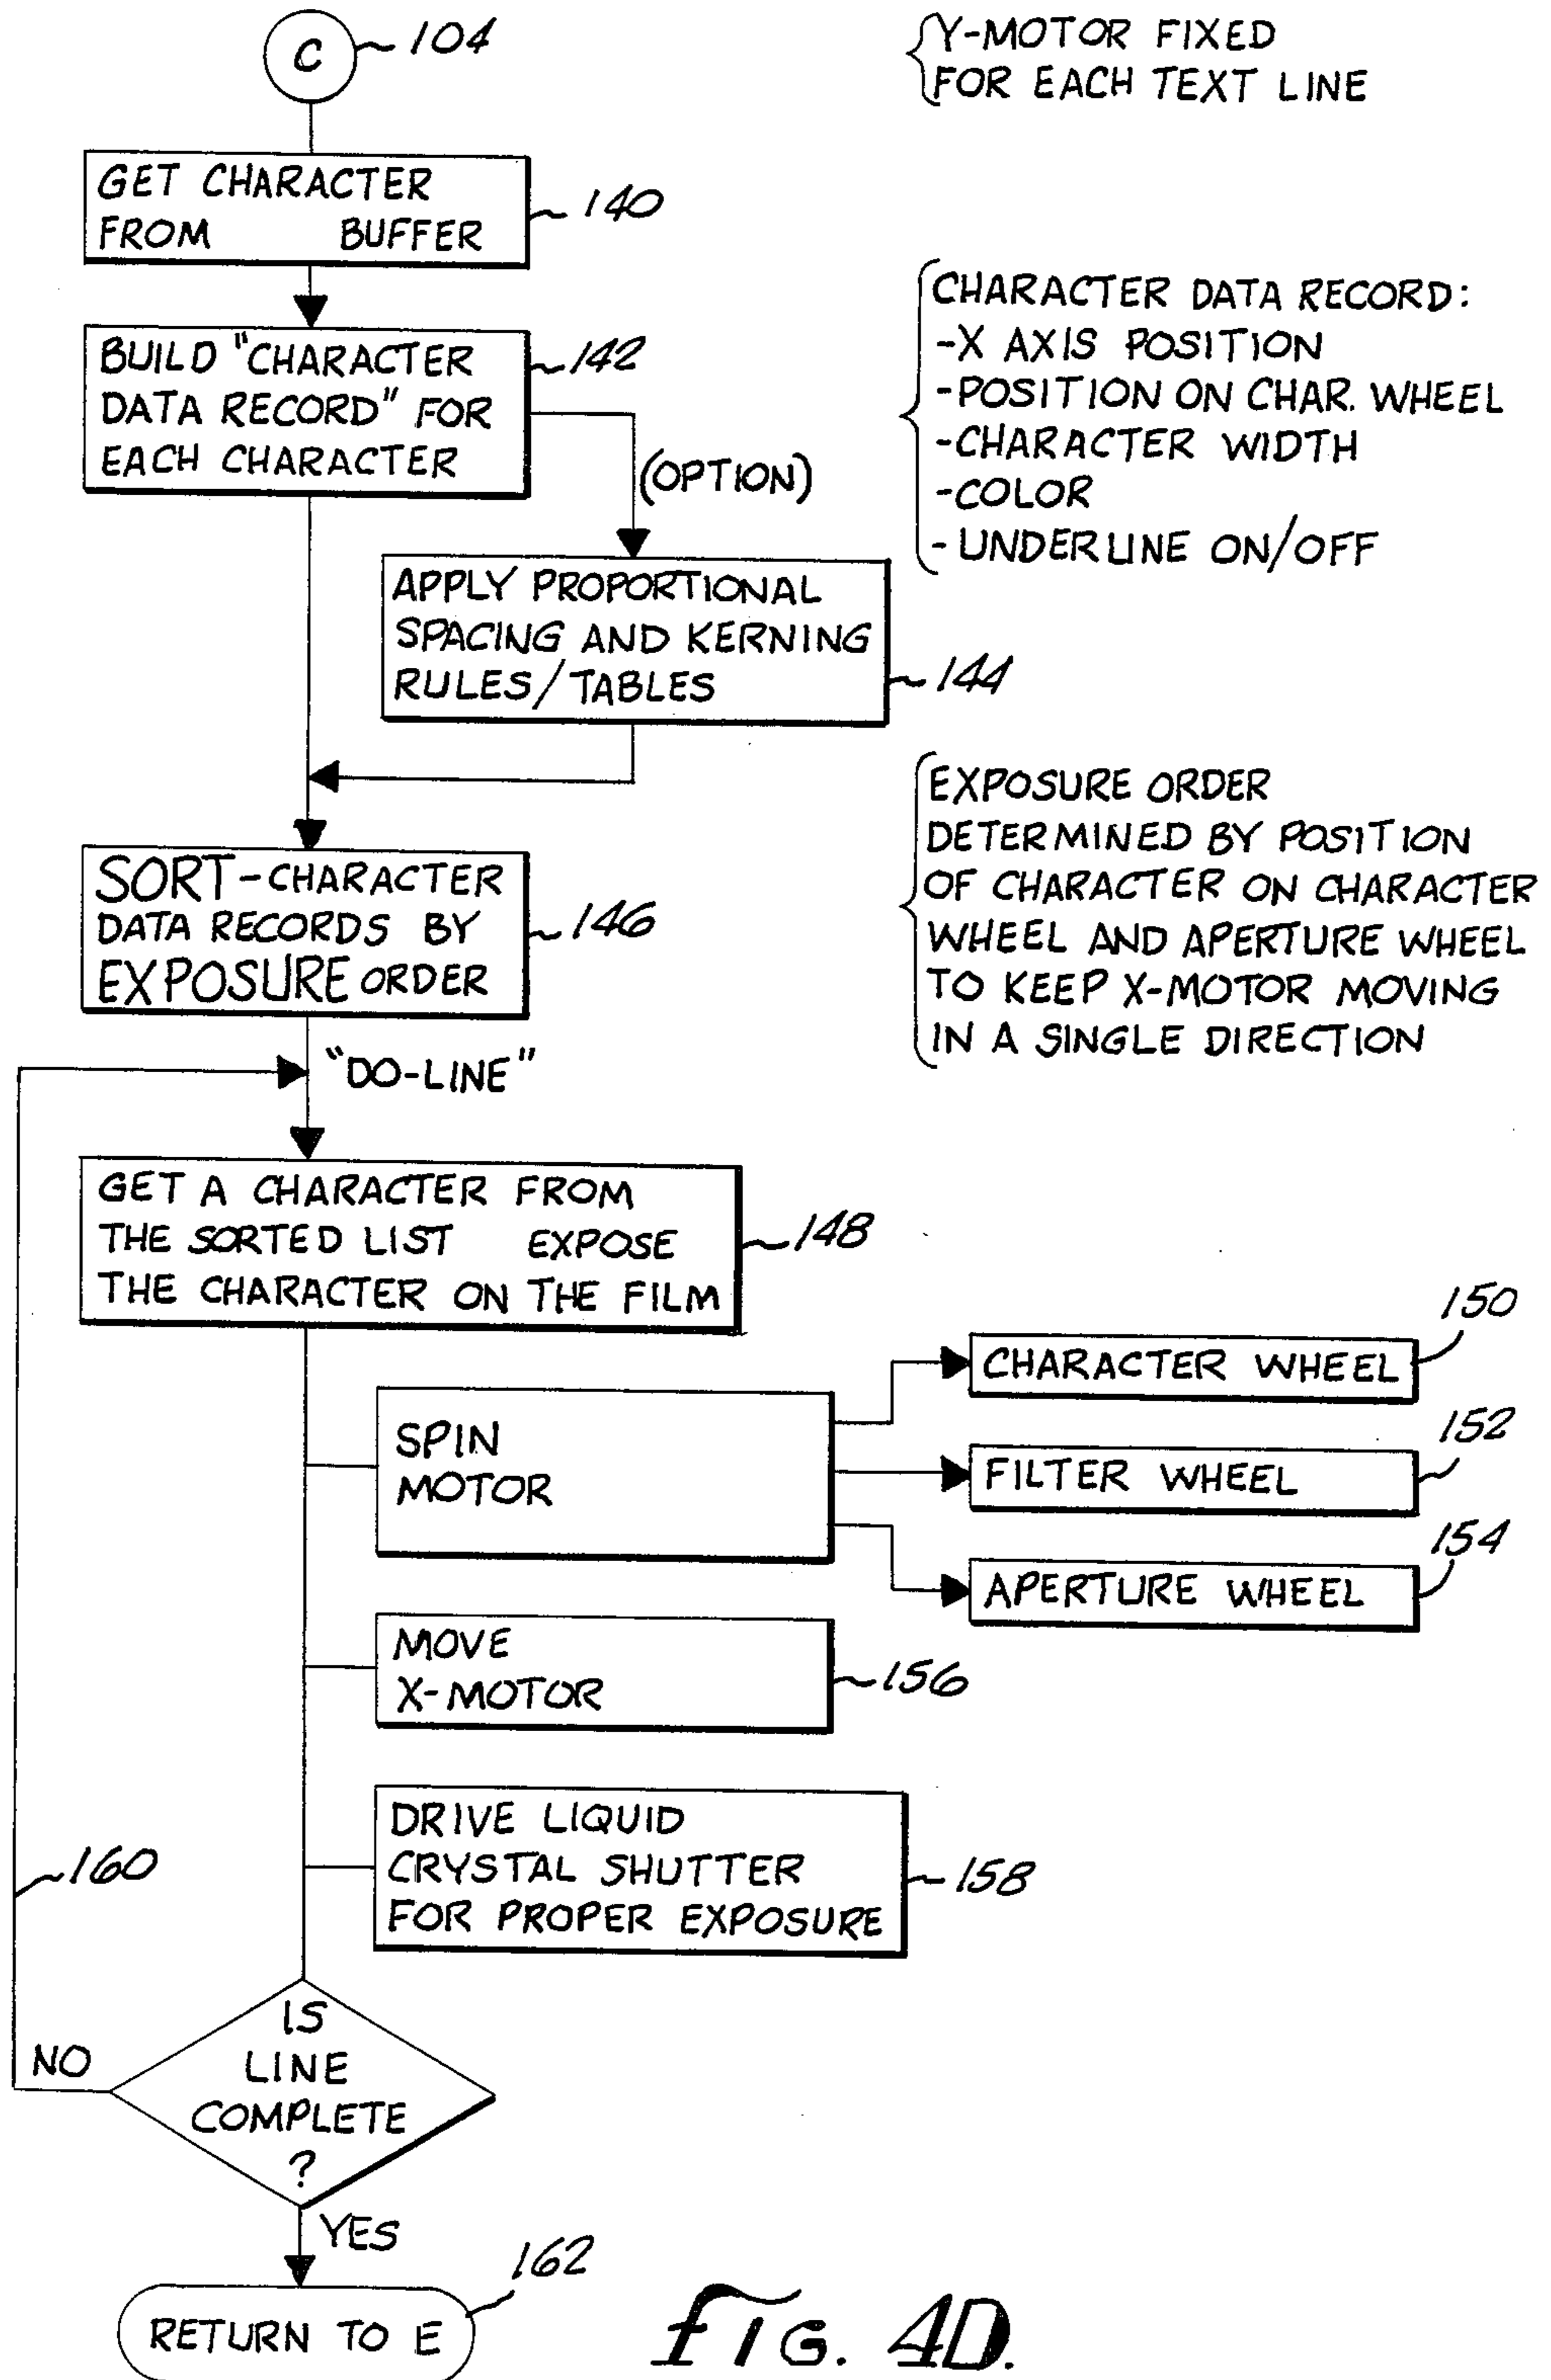 C
104
{Y-MOTOR FIXED
FOR EACH TEXT LINE
GET CHARACTER
FROM BUFFER
140
BUILD "CHARACTER
DATA RECORD" FOR
EACH CHARACTER
142
(OPTION)
CHARACTER DATA RECORD:
-X AXIS POSITION
-POSITION ON CHAR. WHEEL
-CHARACTER WIDTH
-COLOR
- UNDERLINE ON/OFF
APPLY PROPORTIONAL
SPACING AND KERNING
RULES/TABLES
144
SORT-CHARACTER
DATA RECORDS BY
EXPOSURE ORDER
146
EXPOSURE ORDER
DETERMINED BY POSITION
OF CHARACTER ON CHARACTER
WHEEL AND APERTURE WHEEL
TO KEEP X-MOTOR MOVING
IN A SINGLE DIRECTION
"DO-LINE"
GET A CHARACTER FROM
THE SORTED LIST EXPOSE
THE CHARACTER ON THE FILM
148
SPIN
MOTOR
CHARACTER WHEEL
150
FILTER WHEEL
152
APERTURE WHEEL
154
MOVE
X-MOTOR
156
DRIVE LIQUID
CRYSTAL SHUTTER
FOR PROPER EXPOSURE
158
160
IS
LINE
COMPLETE
?
NO
YES
RETURN TO E
162
FIG. 4D.